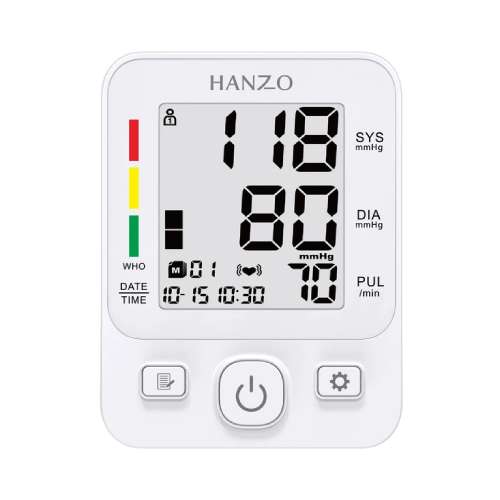 HANZO
1
118
SYS
mmHg
80
DIA
mmHg
mmHg
WHO
M 01
70
PUL
/min
DATE
TIME
10-15 10:30